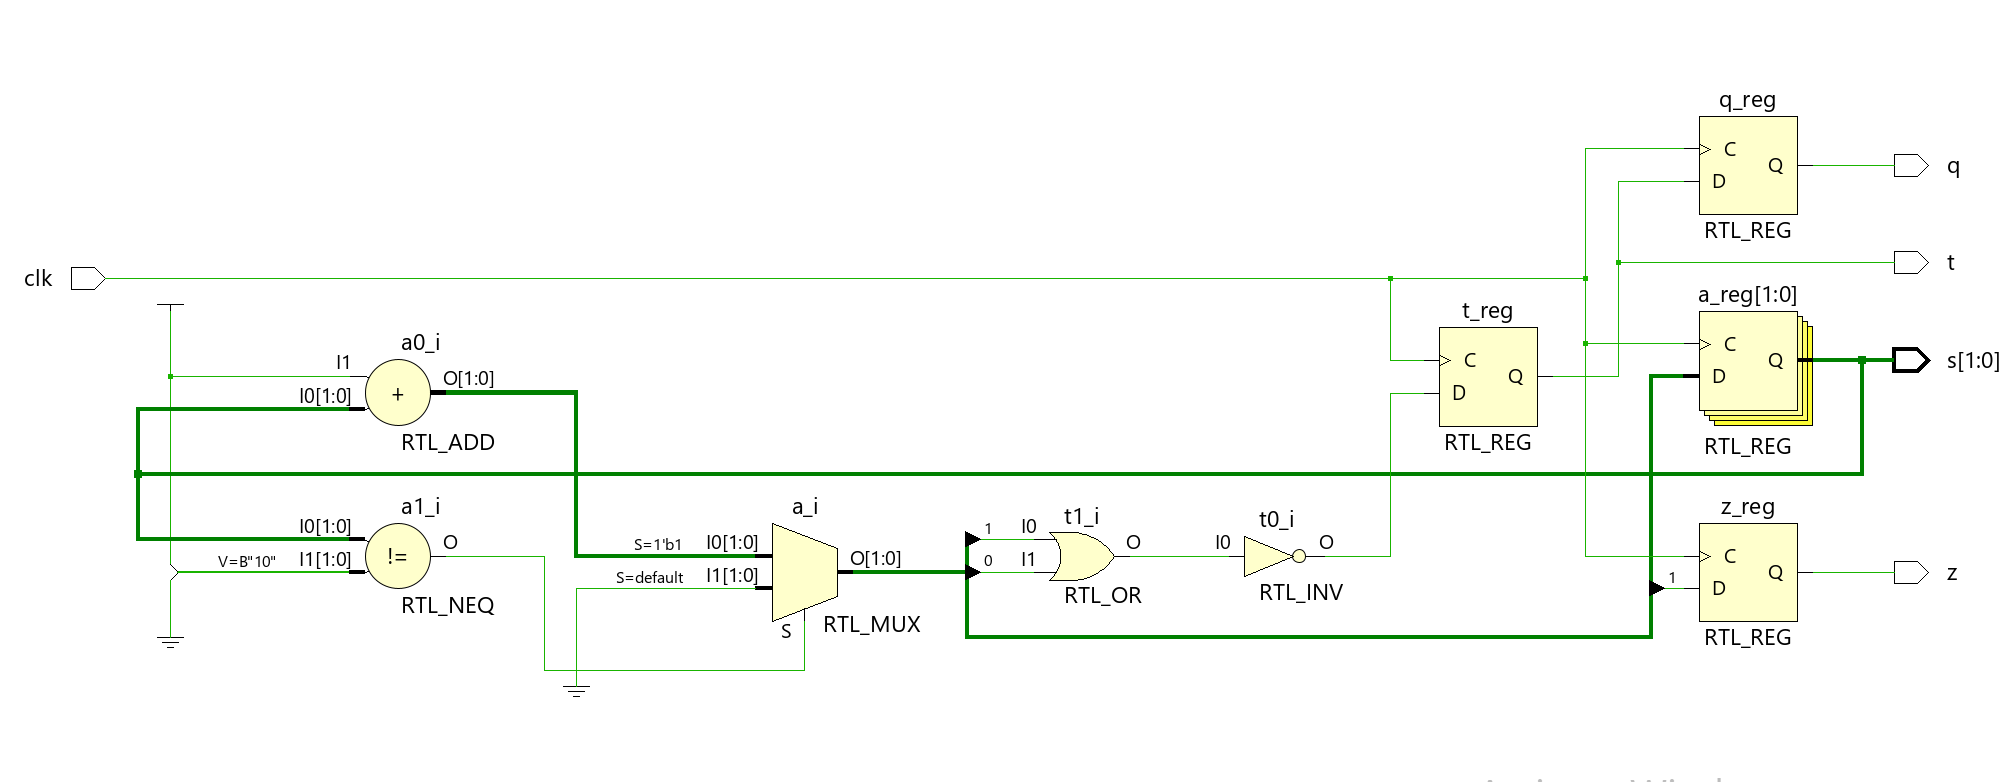 q_reg
C
Q
D
RTL_REG
q
clk
t
t_reg
C
Q
D
RTL_REG
a_reg[1:0]
C
Q
D
RTL_REG
s[1:0]
a0_i
I1
I0[1:0]
+
O[1:0]
RTL_ADD
a1_i
I0[1:0]
V=B"10"
I1[1:0]
!=
O
RTL_NEQ
a_i
S=1'b1
I0[1:0]
S=default
I1[1:0]
O[1:0]
S
RTL_MUX
1
0
t1_i
I0
I1
O
RTL_OR
t0_i
I0
O
RTL_INV
z_reg
C
Q
1
D
RTL_REG
z